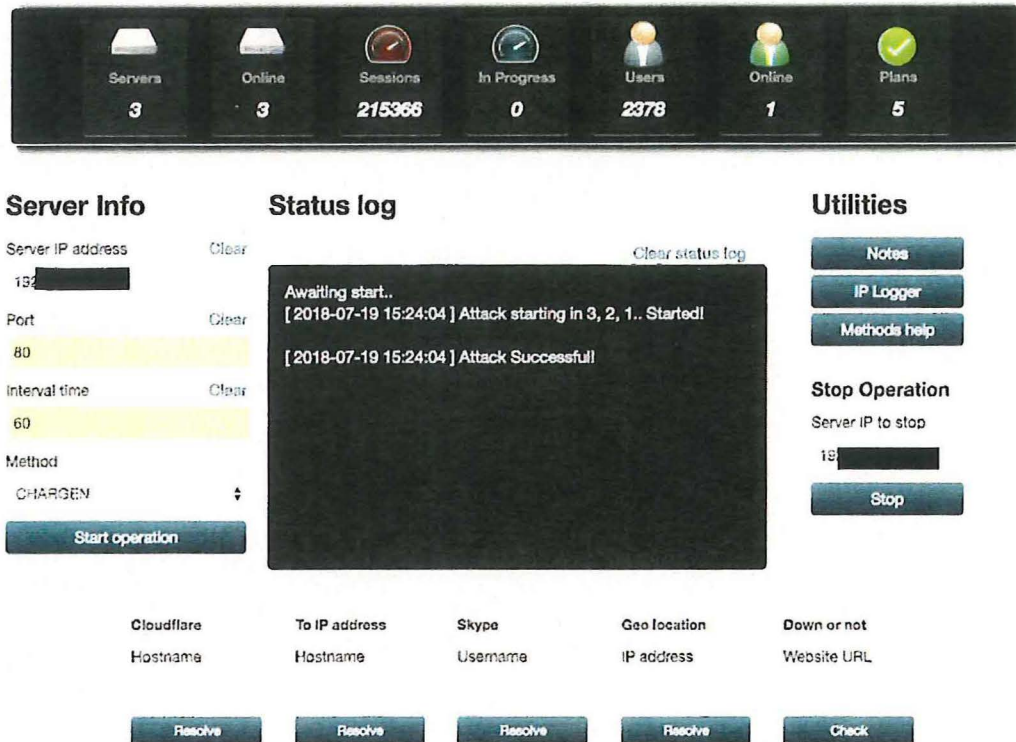 Servers
Online
Sessions
In Progress
Users
Online
Plans
3
3
215366
0
2378
1
5
Server Info
Status log
Utilities
Server IP address
Clear
Clear status log
Notes
192
IP Logger
Port
Clear
Methods help
80
Awaiting start..
[ 2018-07-19 15:24:04 ] Attack starting in 3, 2, 1.. Started!
[ 2018-07-19 15:24:04 ] Attack Successful!
Interval time
Clear
60
Stop Operation
Server IP to stop
19
Method
CHARGEN
Stop
Start operation
Cloudflare
To IP address
Skype
Geo location
Down or not
Hostname
Hostname
Username
IP address
Website URL
Resolve
Resolve
Resolve
Resolve
Check